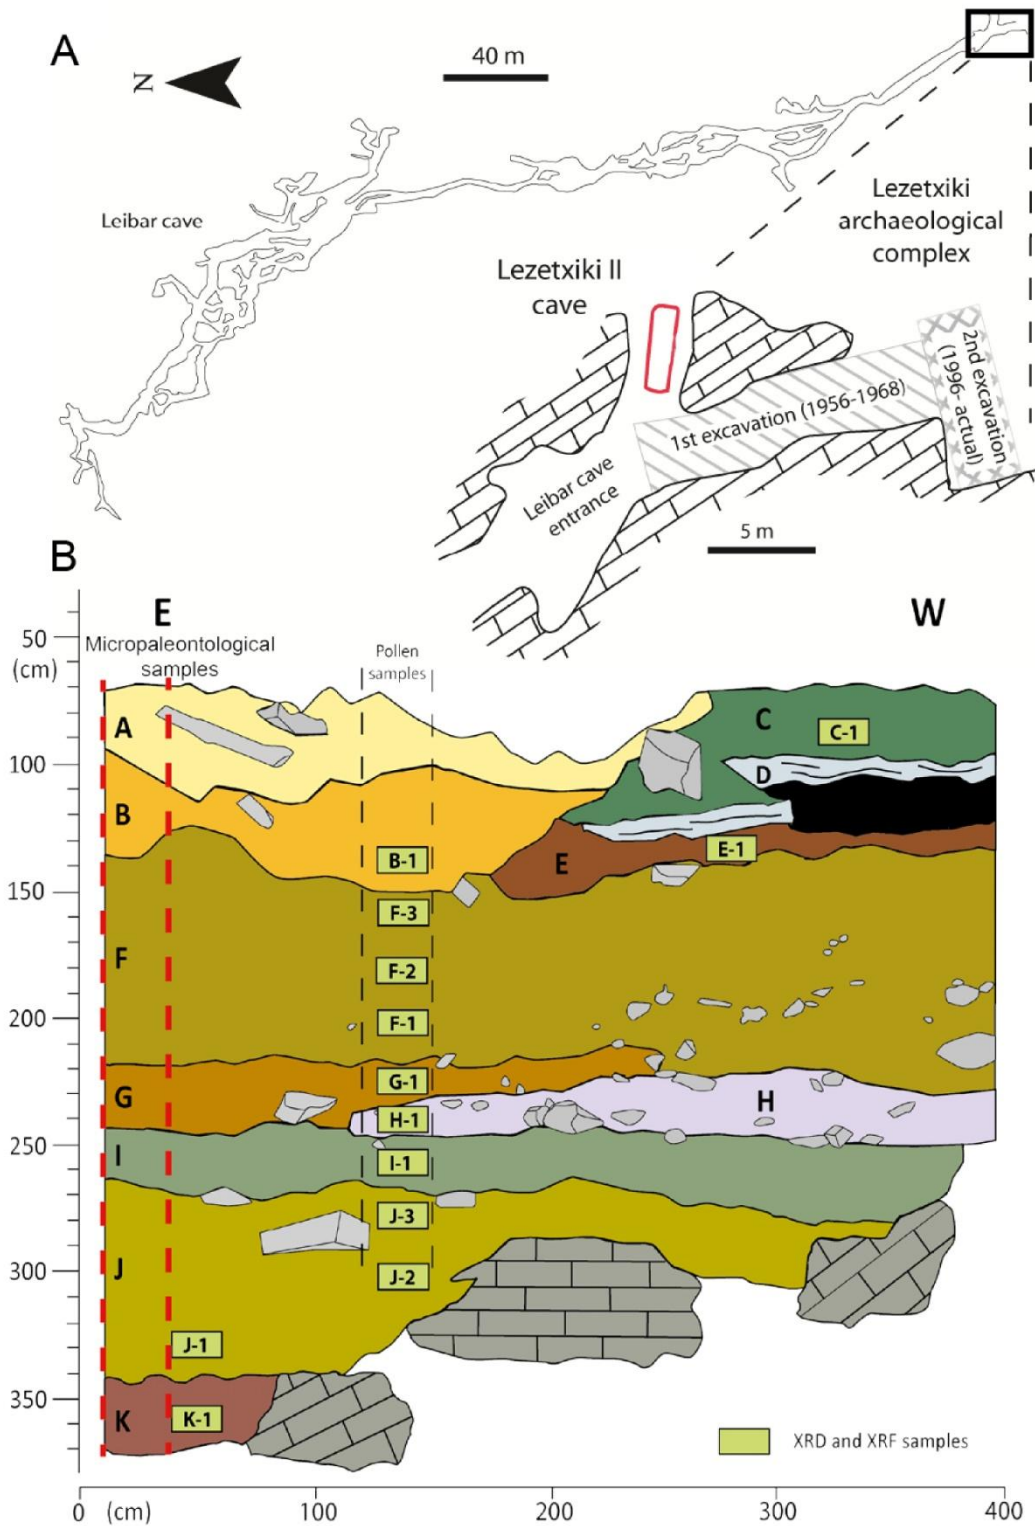 A
N
40 m
Leibar cave
Lezetxiki
archaeological
complex
Lezetxiki II
cave
1st excavation (1956-1968)
2nd excavation
(1996- actual)
Leibar cave
entrance
5 m
B
E
W
50
(cm)
Micropaleontological
samples
Pollen
samples
A
C
C-1
100
D
B
B-1
E
E-1
150
F-3
F
F-2
200
F-1
G-1
G
H-1
H
250
I
I-1
J-3
300
J
J-2
J-1
350
K
K-1
XRD and XRF samples
0
(cm)
100
200
300
400